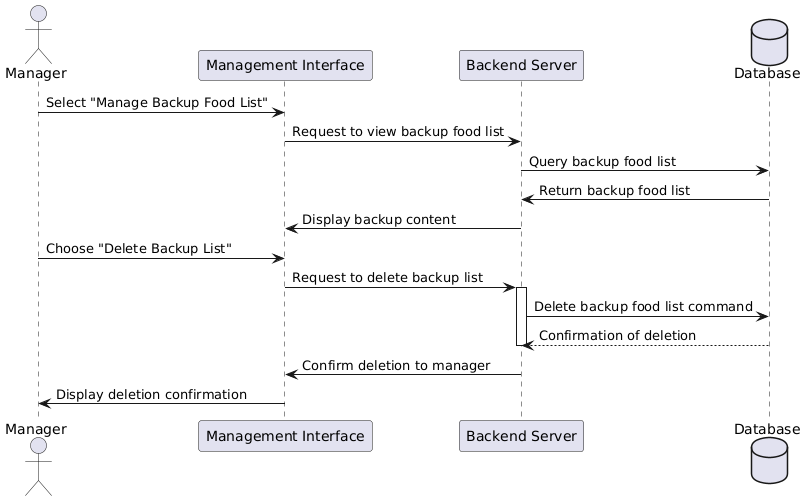 Manager
Management Interface
Backend Server
Database
Select "Manage Backup Food List"
Request to view backup food list
Query backup food list
Return backup food list
Display backup content
Choose "Delete Backup List"
Request to delete backup list
Delete backup food list command
Confirmation of deletion
Confirm deletion to manager
Display deletion confirmation
Manager
Management Interface
Backend Server
Database